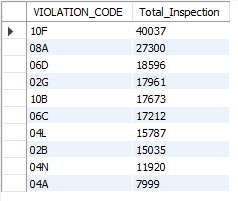 VIOLATION_CODE Total_Inspection
10F 40037
08A 27300
06D 18596
02G 17961
10B 17673
06C 17212
04L 15787
02B 15035
04N 11920
04A 7999